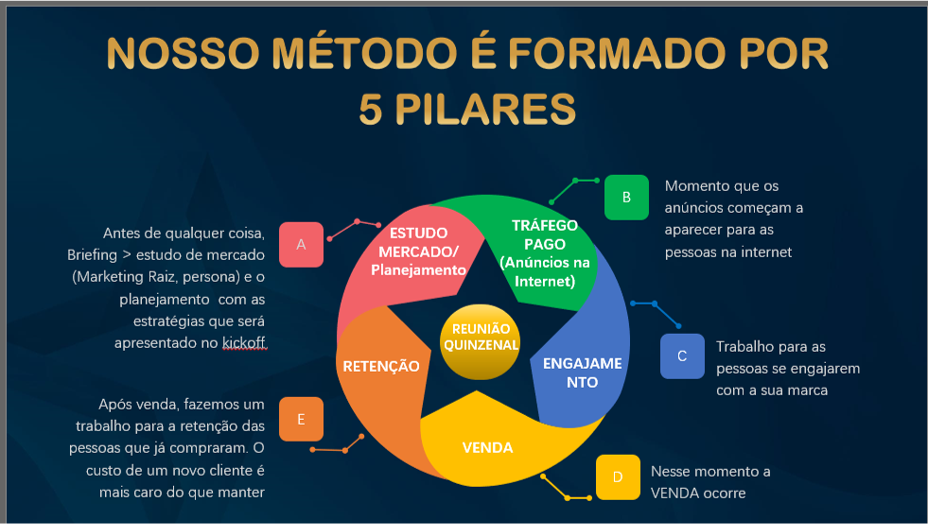 NOSSO MÉTODO É FORMADO POR
5 PILARES
A
Antes de qualquer coisa,
Briefing > estudo de mercado
(Marketing Raiz, persona) e o
planejamento com as
estratégias que será
apresentado no kickoff.
ESTUDO
MERCADO/
Planejamento
B
Momento que os
anúncios começam a
aparecer para as
pessoas na internet
TRÁFEGO
PAGO
(Anúncios na
Internet)
C
Trabalho para as
pessoas se engajarem
com a sua marca
ENGAJAME
NTO
D
Nesse momento a
VENDA ocorre
VENDA
E
Após venda, fazemos um
trabalho para a retenção das
pessoas que já compraram. O
custo de um novo cliente é
mais caro do que manter
RETENÇÃO
REUNIÃO
QUINZENAL